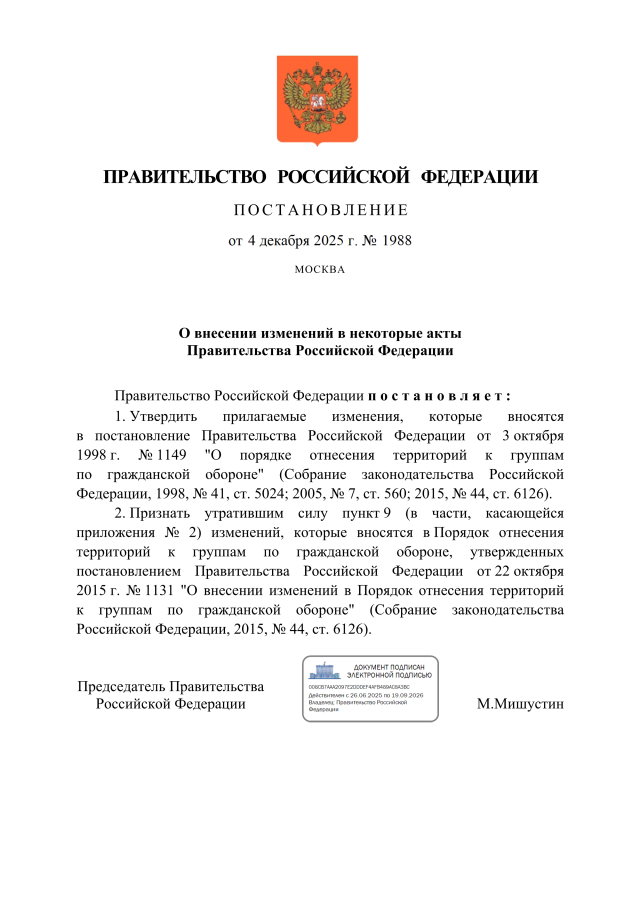 ПРАВИТЕЛЬСТВО РОССИЙСКОЙ ФЕДЕРАЦИИ
ПОСТАНОВЛЕНИЕ
от 4 декабря 2025 г. № 1988
МОСКВА
О внесении изменений в некоторые акты
Правительства Российской Федерации
Правительство Российской Федерации постановляет:
1. Утвердить прилагаемые изменения, которые вносятся
в постановление Правительства Российской Федерации от 3 октября
1998 г. № 1149 "О порядке отнесения территорий к группам
по гражданской обороне" (Собрание законодательства Российской
Федерации, 1998, № 41, ст. 5024; 2005, № 7, ст. 560; 2015, № 44, ст. 6126).
2. Признать утратившим силу пункт 9 (в части, касающейся
приложения № 2) изменений, которые вносятся в Порядок отнесения
территорий к группам по гражданской обороне, утвержденных
постановлением Правительства Российской Федерации от 22 октября
2015 г. № 1131 "О внесении изменений в Порядок отнесения территорий
к группам по гражданской обороне" (Собрание законодательства
Российской Федерации, 2015, № 44, ст. 6126).
Председатель Правительства
Российской Федерации
ДОКУМЕНТ ПОДПИСАН
ЭЛЕКТРОННОЙ ПОДПИСЬЮ
Действителен с 26.06.2025 по 19.09.2026
Владелец: Правительство Российской
Федерации
М.Мишустин